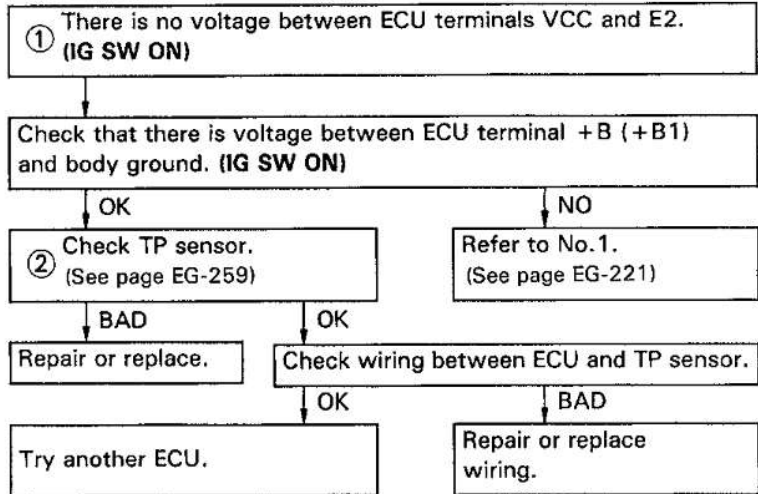 ① There is no voltage between ECU terminals VCC and E2.
(IG SW ON)
Check that there is voltage between ECU terminal +B (+B1)
and body ground. (IG SW ON)
OK
NO
② Check TP sensor.
(See page EG-259)
Refer to No.1.
(See page EG-221)
BAD
OK
Repair or replace.
Check wiring between ECU and TP sensor.
OK
BAD
Try another ECU.
Repair or replace
wiring.